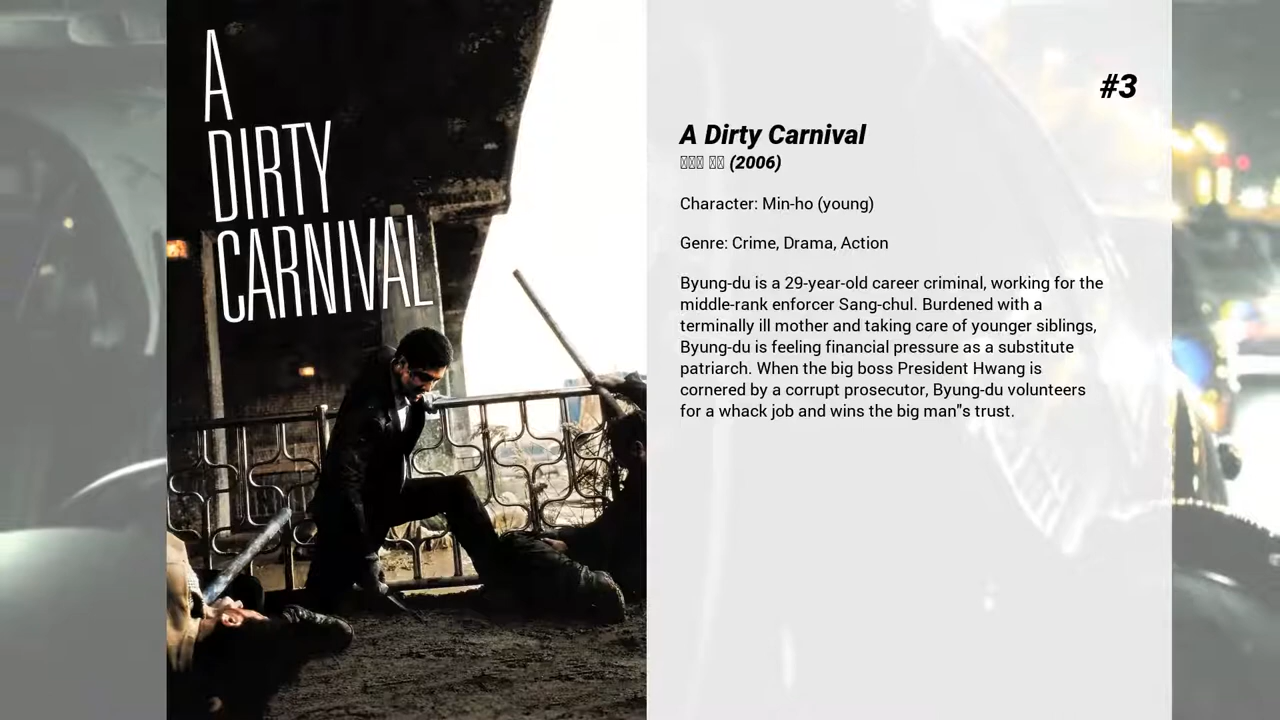 A
DIRTY
CARNIVAL
#3
A Dirty Carnival
(2006)
Character: Min-ho (young)
Genre: Crime, Drama, Action
Byung-du is a 29-year-old career criminal, working for the
middle-rank enforcer Sang-chul. Burdened with a
terminally ill mother and taking care of younger siblings,
Byung-du is feeling financial pressure as a substitute
patriarch. When the big boss President Hwang is
cornered by a corrupt prosecutor, Byung-du volunteers
for a whack job and wins the big man"s trust.